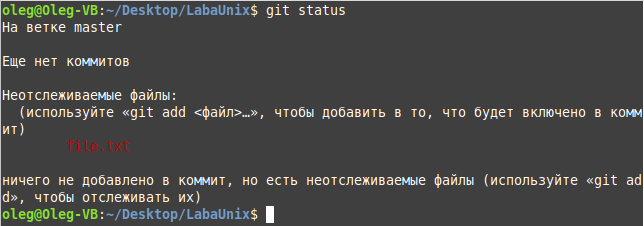 oleg@Oleg-VB:~/Desktop/LabaUnix$ git status
На ветке master
Еще нет коммитов
Неотслеживаемые файлы:
(используйте «git add <файл>…», чтобы добавить в то, что будет включено в комм
ит)
file.txt
ничего не добавлено в коммит, но есть неотслеживаемые файлы (используйте «git ad
d», чтобы отслеживать их)
oleg@Oleg-VB:~/Desktop/LabaUnix$